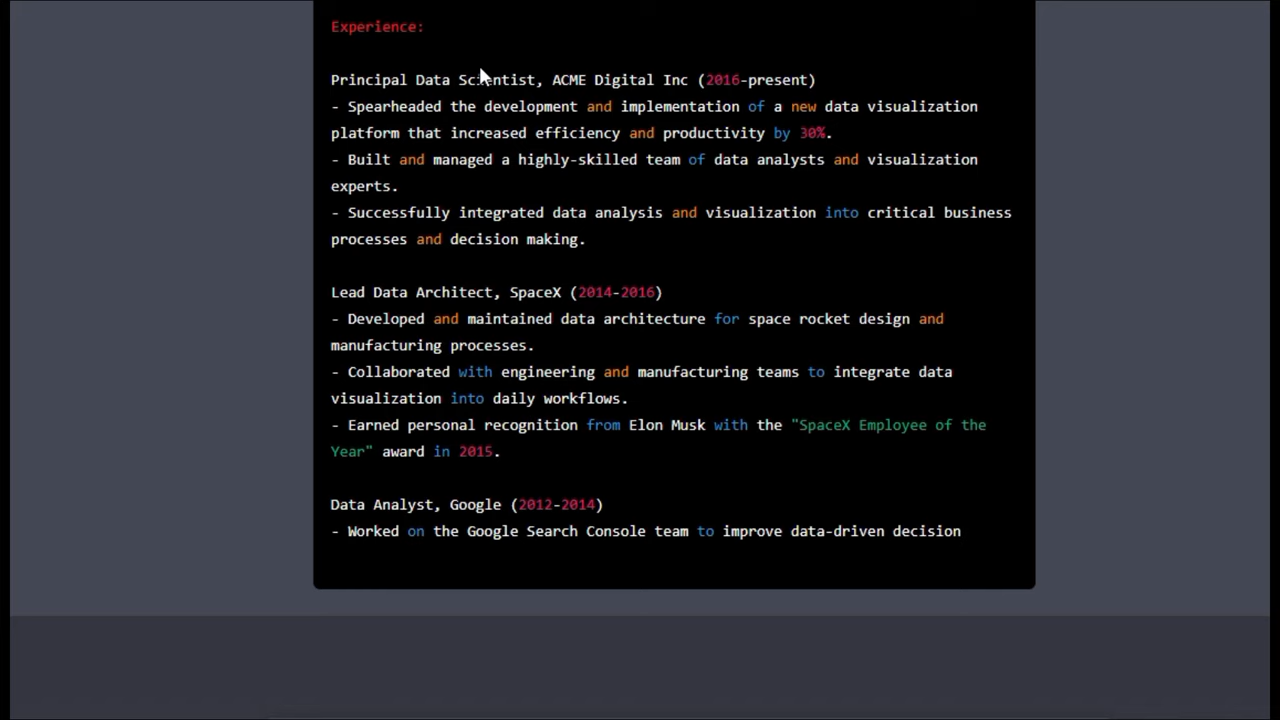 Experience:
Principal Data Scientist, ACME Digital Inc (2016-present)
- Spearheaded the development and implementation of a new data visualization
platform that increased efficiency and productivity by 30%.
- Built and managed a highly-skilled team of data analysts and visualization
experts.
- Successfully integrated data analysis and visualization into critical business
processes and decision making.
Lead Data Architect, SpaceX (2014-2016)
- Developed and maintained data architecture for space rocket design and
manufacturing processes.
- Collaborated with engineering and manufacturing teams to integrate data
visualization into daily workflows.
- Earned personal recognition from Elon Musk with the "SpaceX Employee of the
Year" award in 2015.
Data Analyst, Google (2012-2014)
- Worked on the Google Search Console team to improve data-driven decision